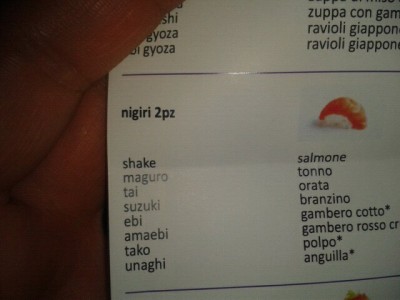 shi
gyoza
gyoza
zuppa con gam
ravioli giappon
ravioli giappone
nigiri 2pz
shake
maguro
tai
suzuki
ebi
amaebi
tako
unaghi
salmone
tonno
orata
branzino
gambero cotto*
gambero rosso cr
polpo*
anguilla*